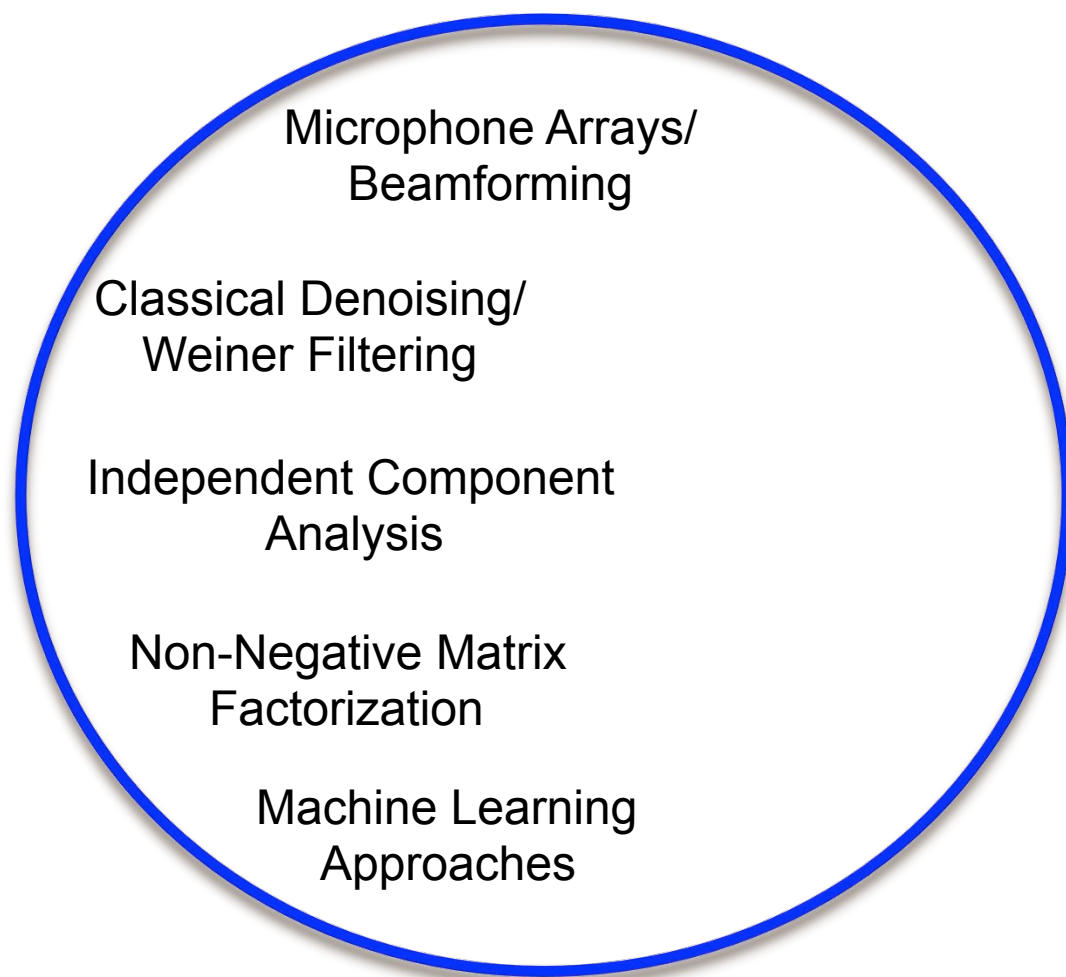 Microphone Arrays/
Beamforming
Classical Denoising/
Weiner Filtering
Independent Component
Analysis
Non-Negative Matrix
Factorization
Machine Learning
Approaches